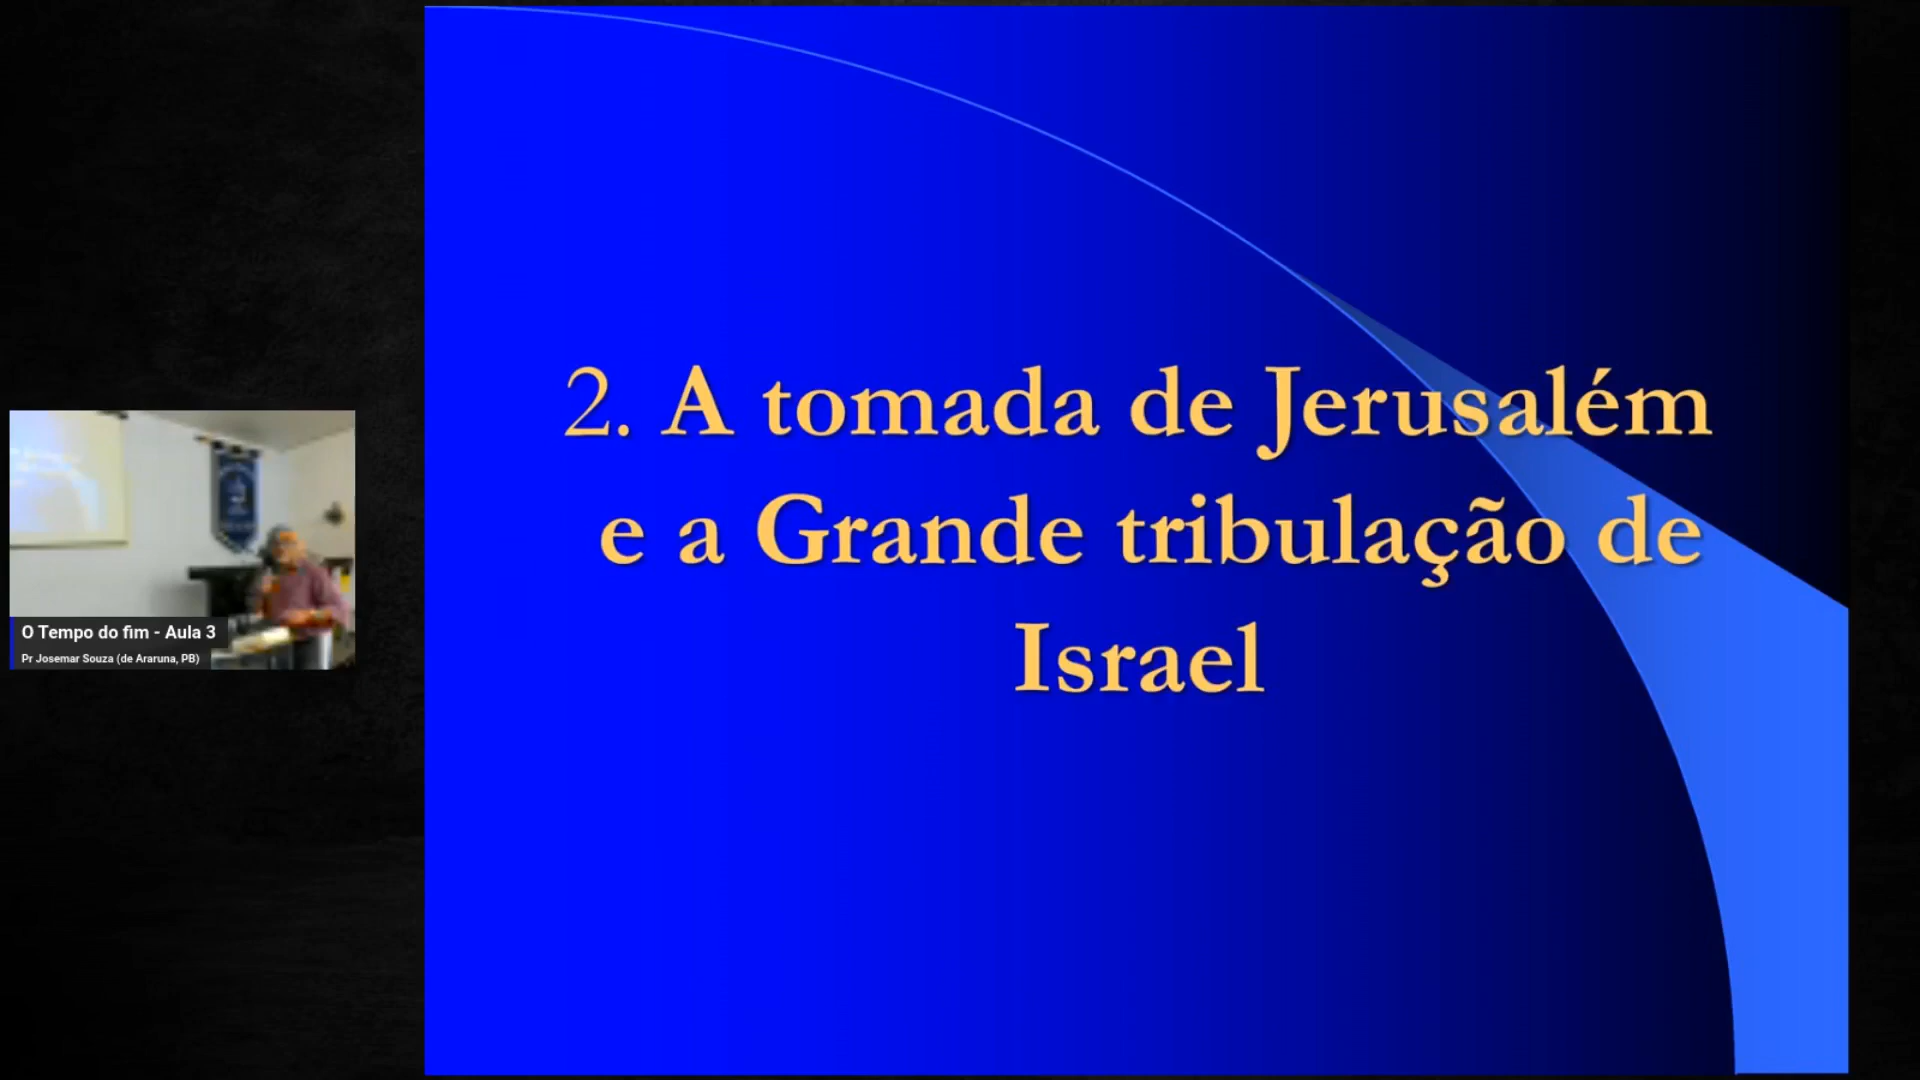 2. A tomada de Jerusalém
e a Grande tribulação de
Israel
O Tempo do fim - Aula 3
Pr Josemar Souza (de Araruna, PB)